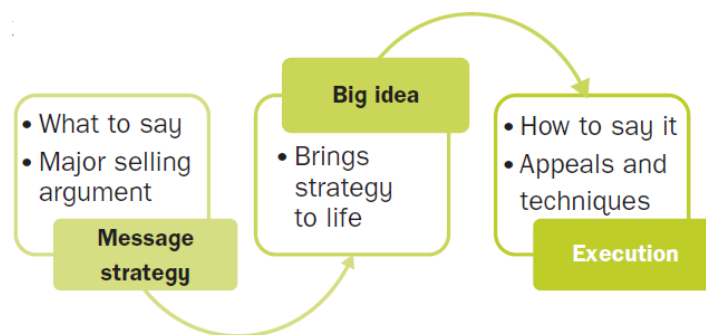 • What to say
• Major selling
argument
Message
strategy
Big idea
• Brings
strategy
to life
• How to say it
• Appeals and
techniques
Execution